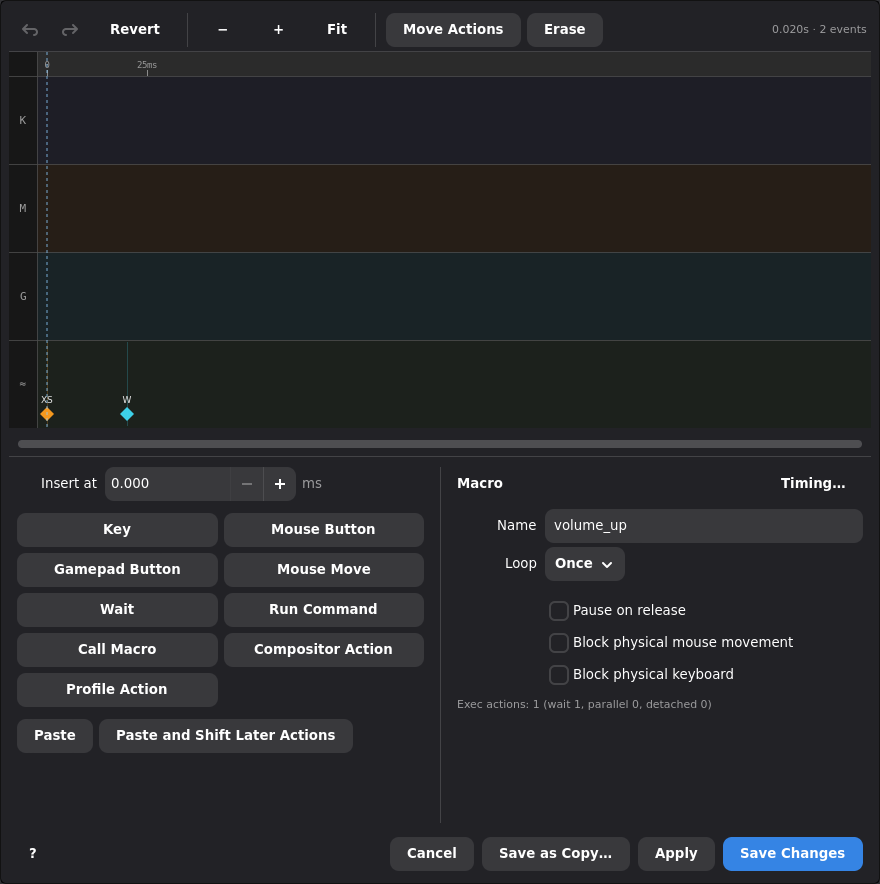 Revert − + Fit Move Actions Erase 0.020s · 2 events
0 25ms
K
M
G
≈
XS W
Insert at 0.000 − + ms
Key Mouse Button
Gamepad Button Mouse Move
Wait Run Command
Call Macro Compositor Action
Profile Action
Paste Paste and Shift Later Actions
Macro Timing...
Name volume_up
Loop Once
Pause on release
Block physical mouse movement
Block physical keyboard
Exec actions: 1 (wait 1, parallel 0, detached 0)
? Cancel Save as Copy... Apply Save Changes